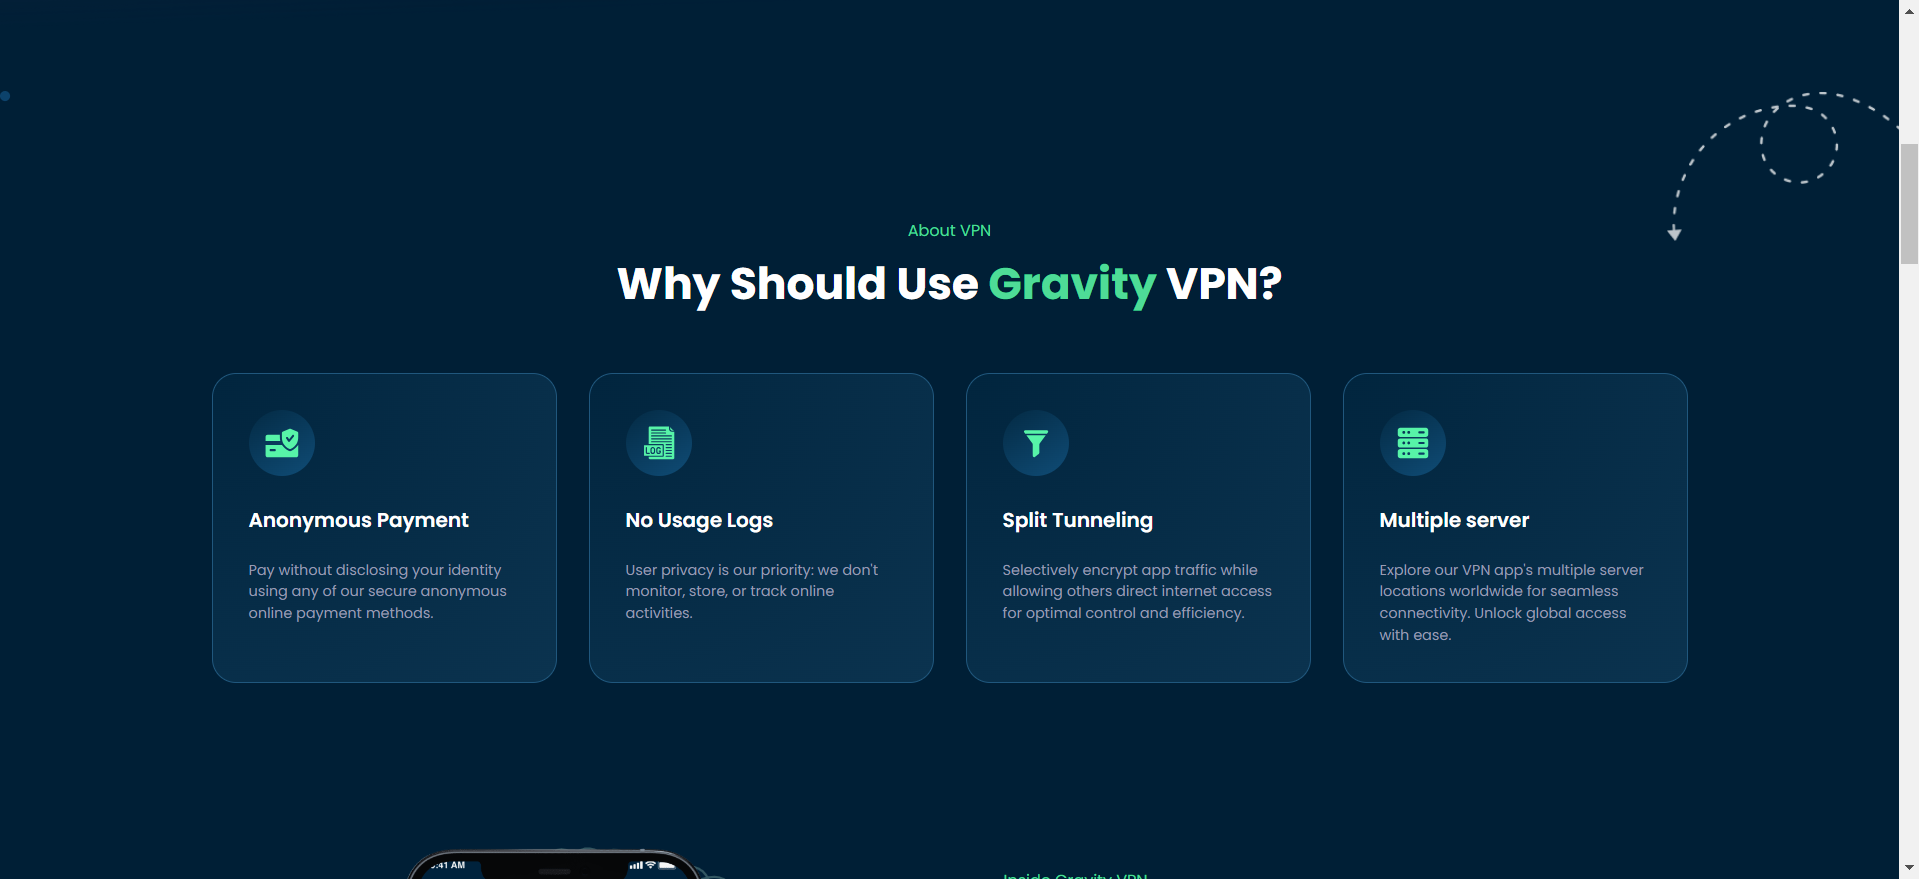 About VPN
Why Should Use Gravity VPN?
LOG
Anonymous Payment
Pay without disclosing your identity
using any of our secure anonymous
online payment methods.
No Usage Logs
User privacy is our priority: we don't
monitor, store, or track online
activities.
Split Tunneling
Selectively encrypt app traffic while
allowing others direct internet access
for optimal control and efficiency.
Multiple server
Explore our VPN app's multiple server
locations worldwide for seamless
connectivity. Unlock global access
with ease.
:41 AM
Inside Gravity VPN